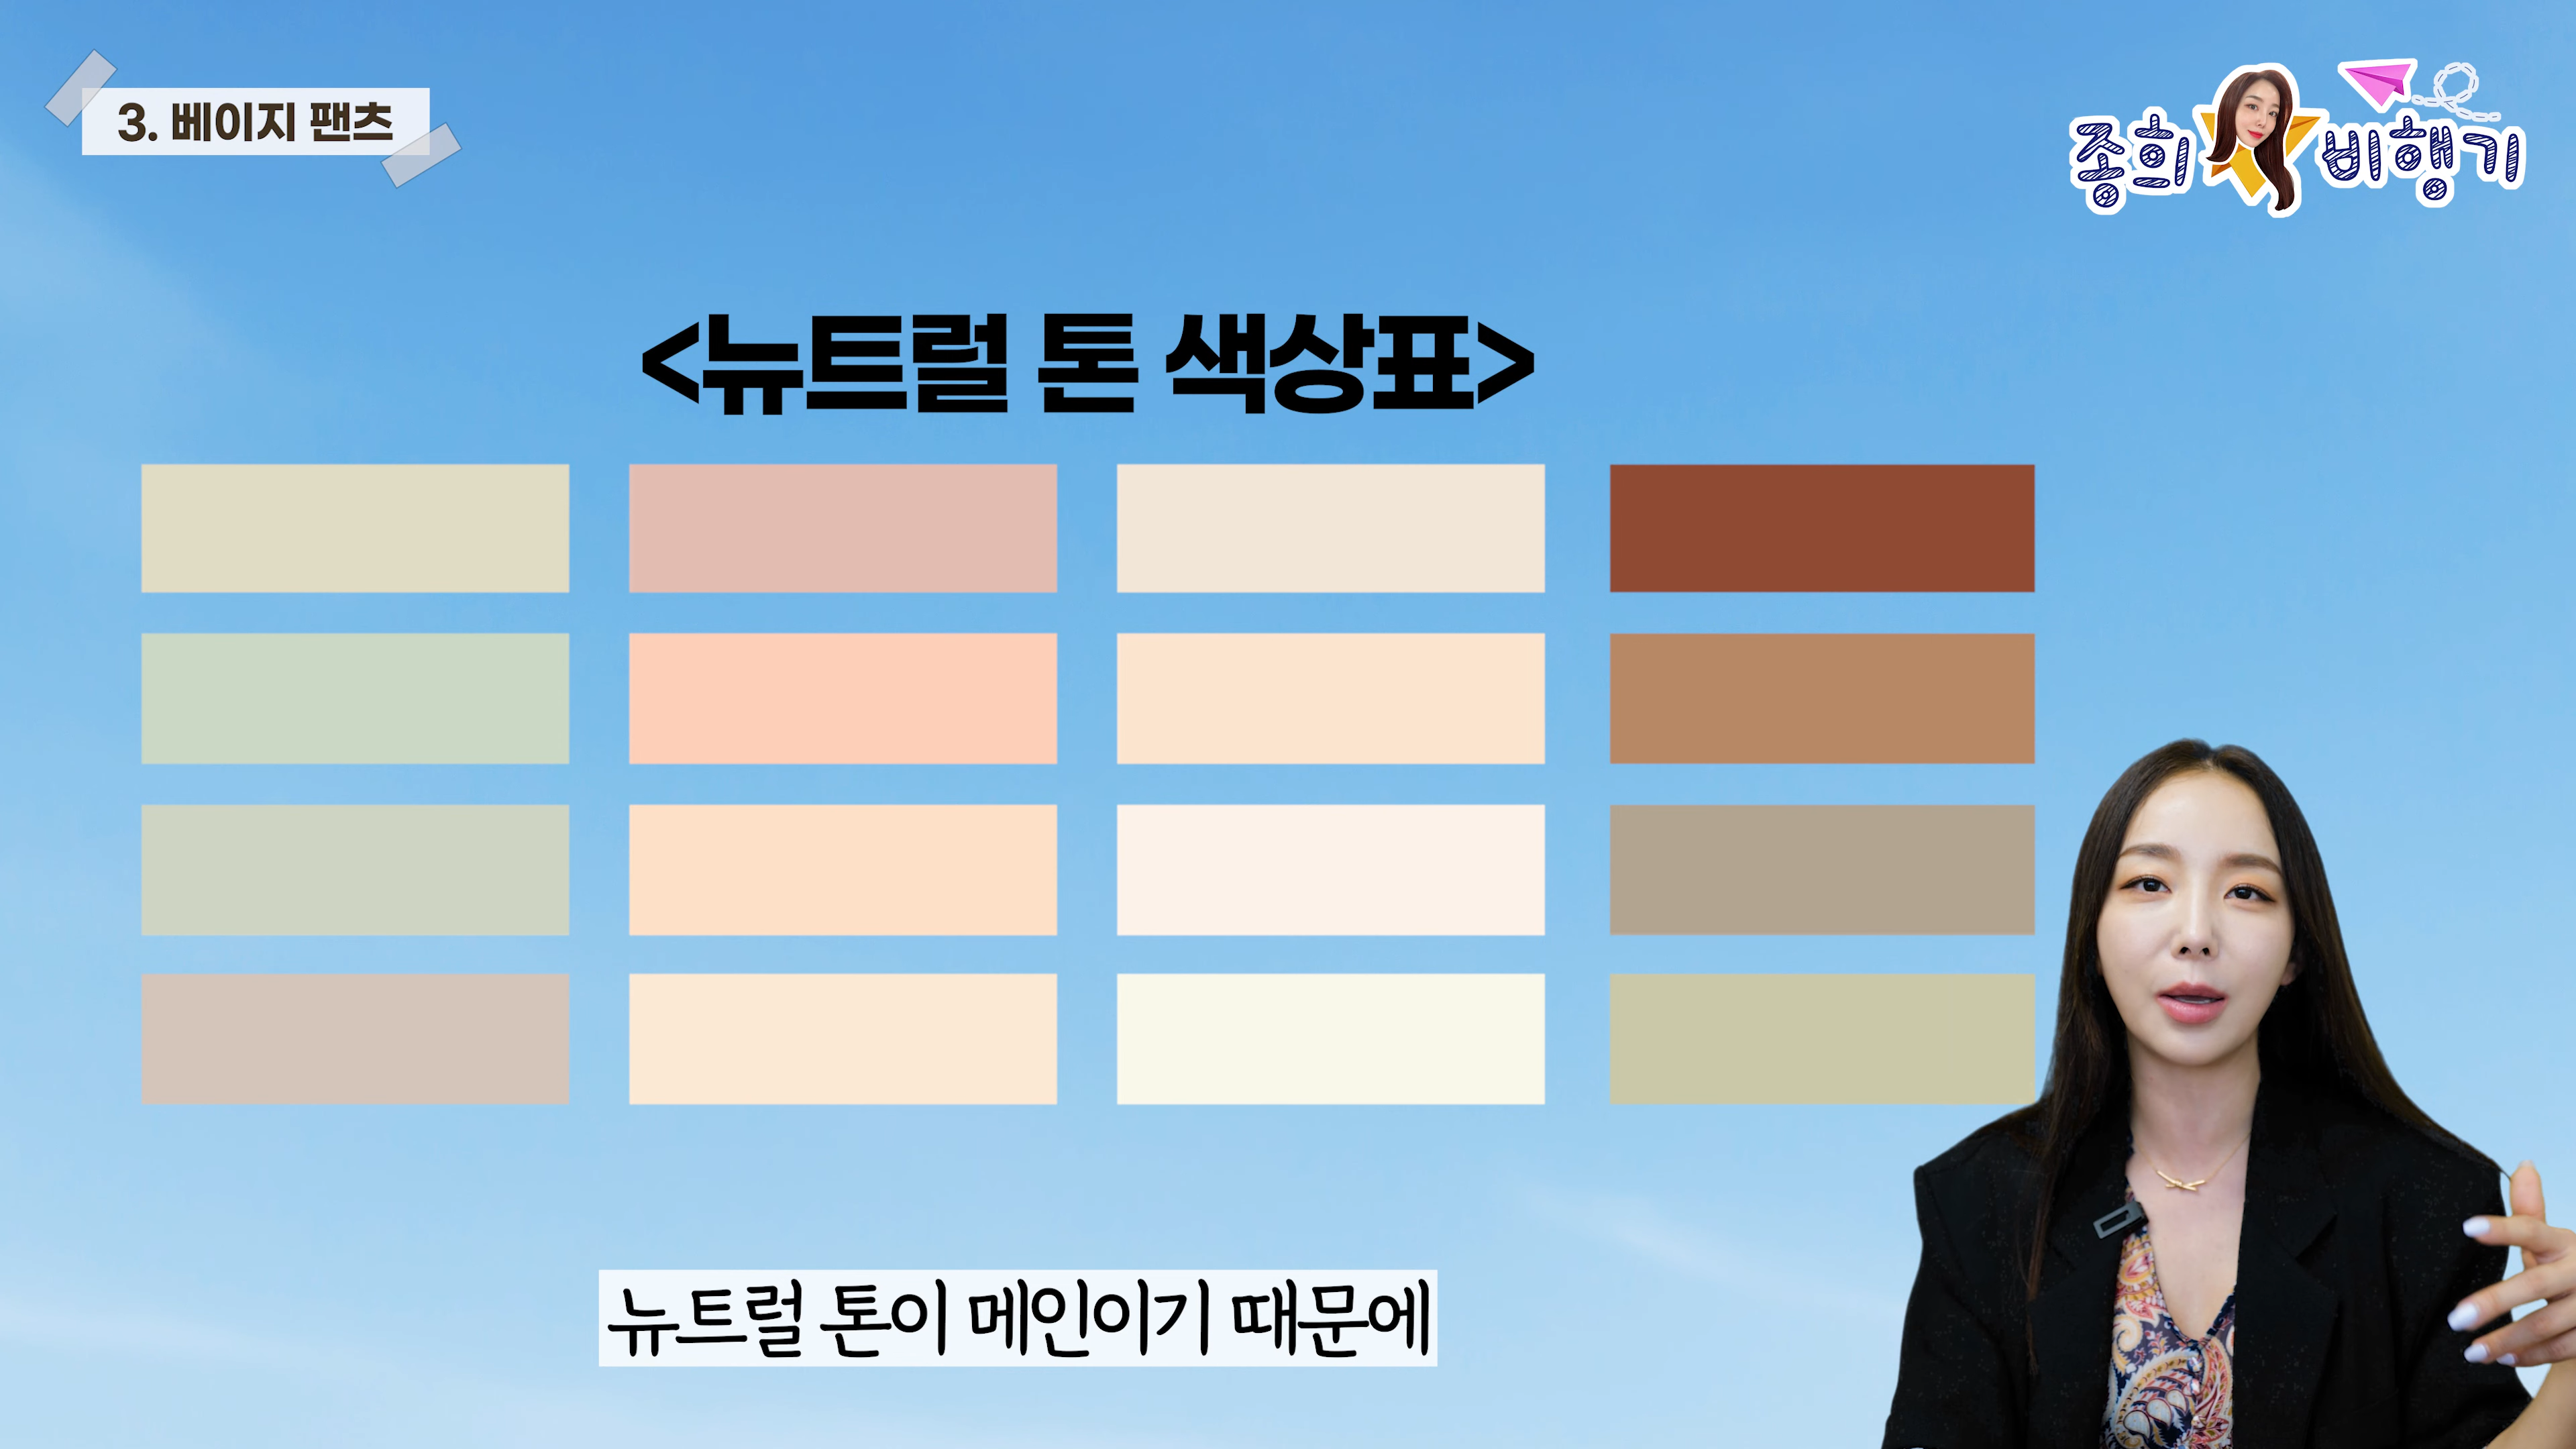 3. 베이지 팬츠
종희 비행기
<뉴트럴 톤 색상표>
뉴트럴 톤이 메인이기 때문에